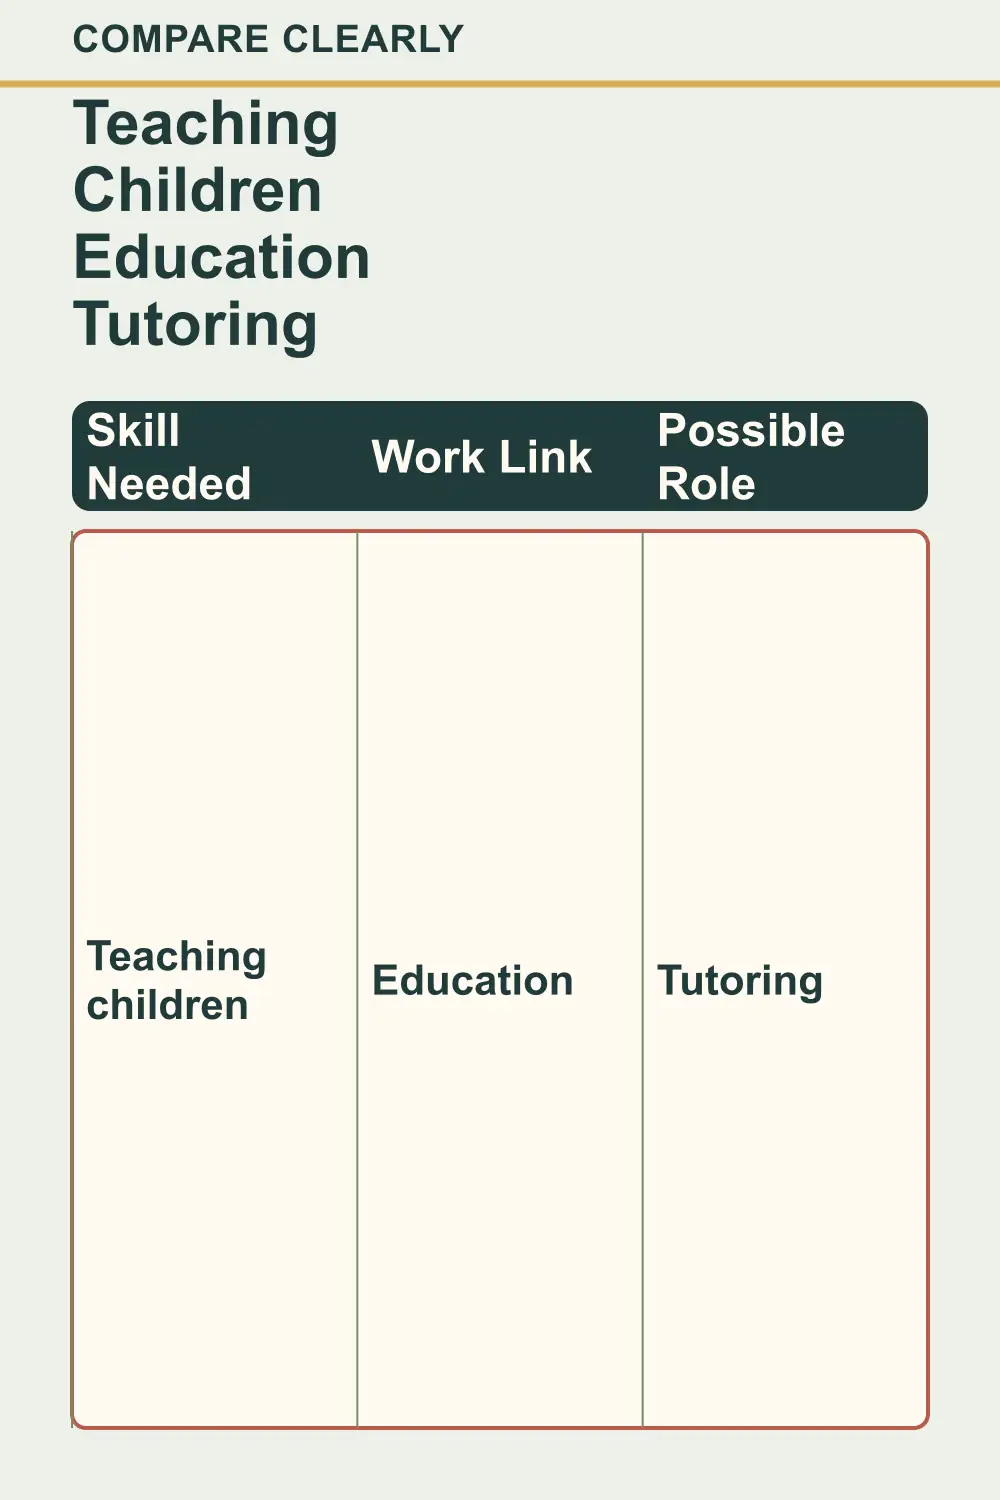 COMPARE CLEARLY
Teaching
Children
Education
Tutoring
Skill
Needed
Work Link
Possible
Role
Teaching
children
Education
Tutoring